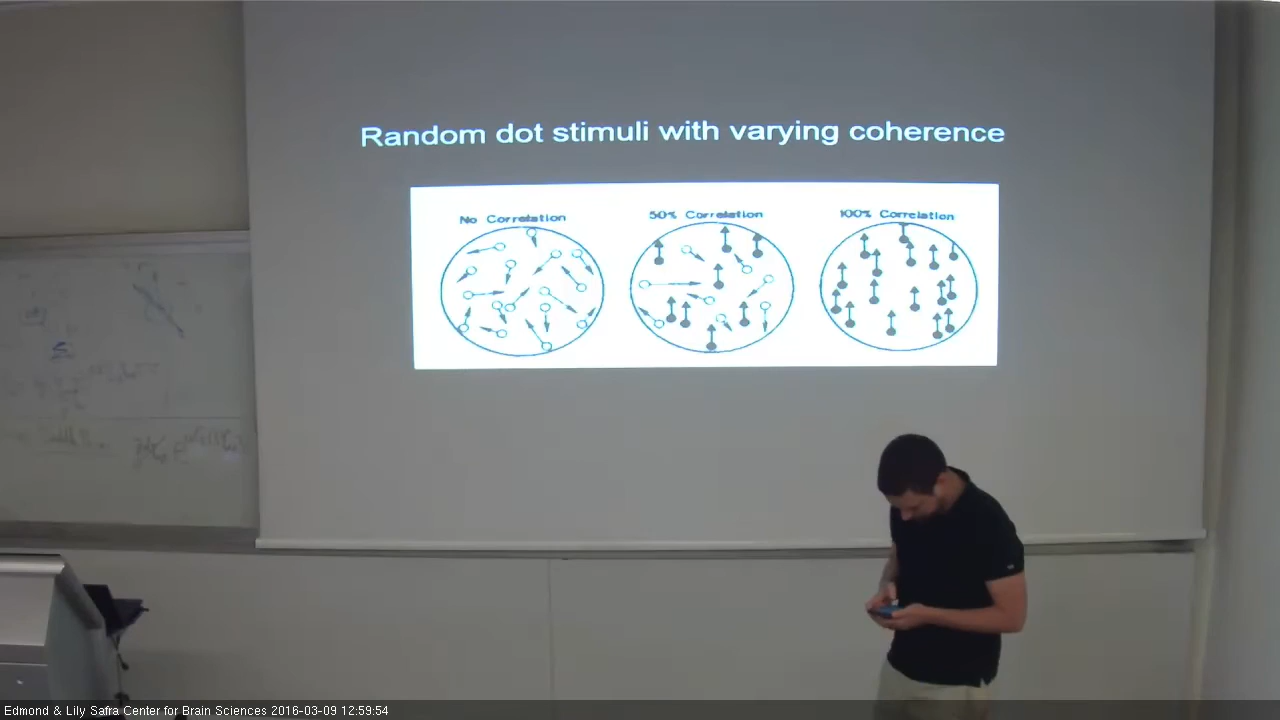 Random dot stimuli with varying coherence
No Correlation
50% Correlation
100% Correlation
Edmond & Lily Safra Center for Brain Sciences 2016-03-09 12:59:54